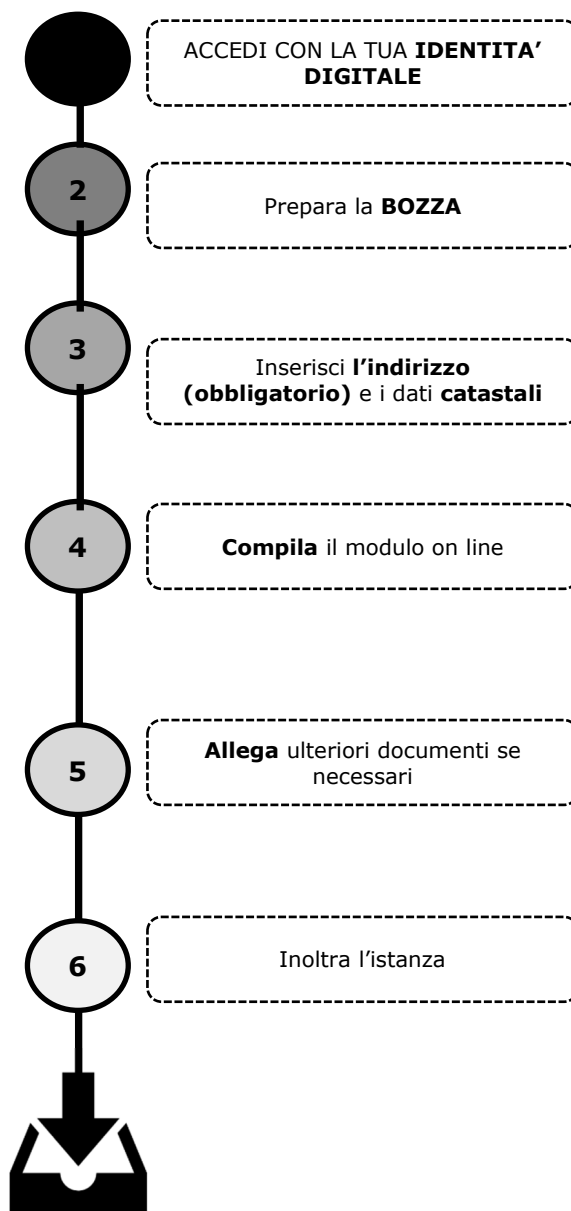 ACCEDI CON LA TUA IDENTITA’
DIGITALE
2
Prepara la BOZZA
3
Inserisci l’indirizzo
(obbligatorio) e i dati catastali
4
Compila il modulo on line
5
Allega ulteriori documenti se
necessari
6
Inoltra l’istanza